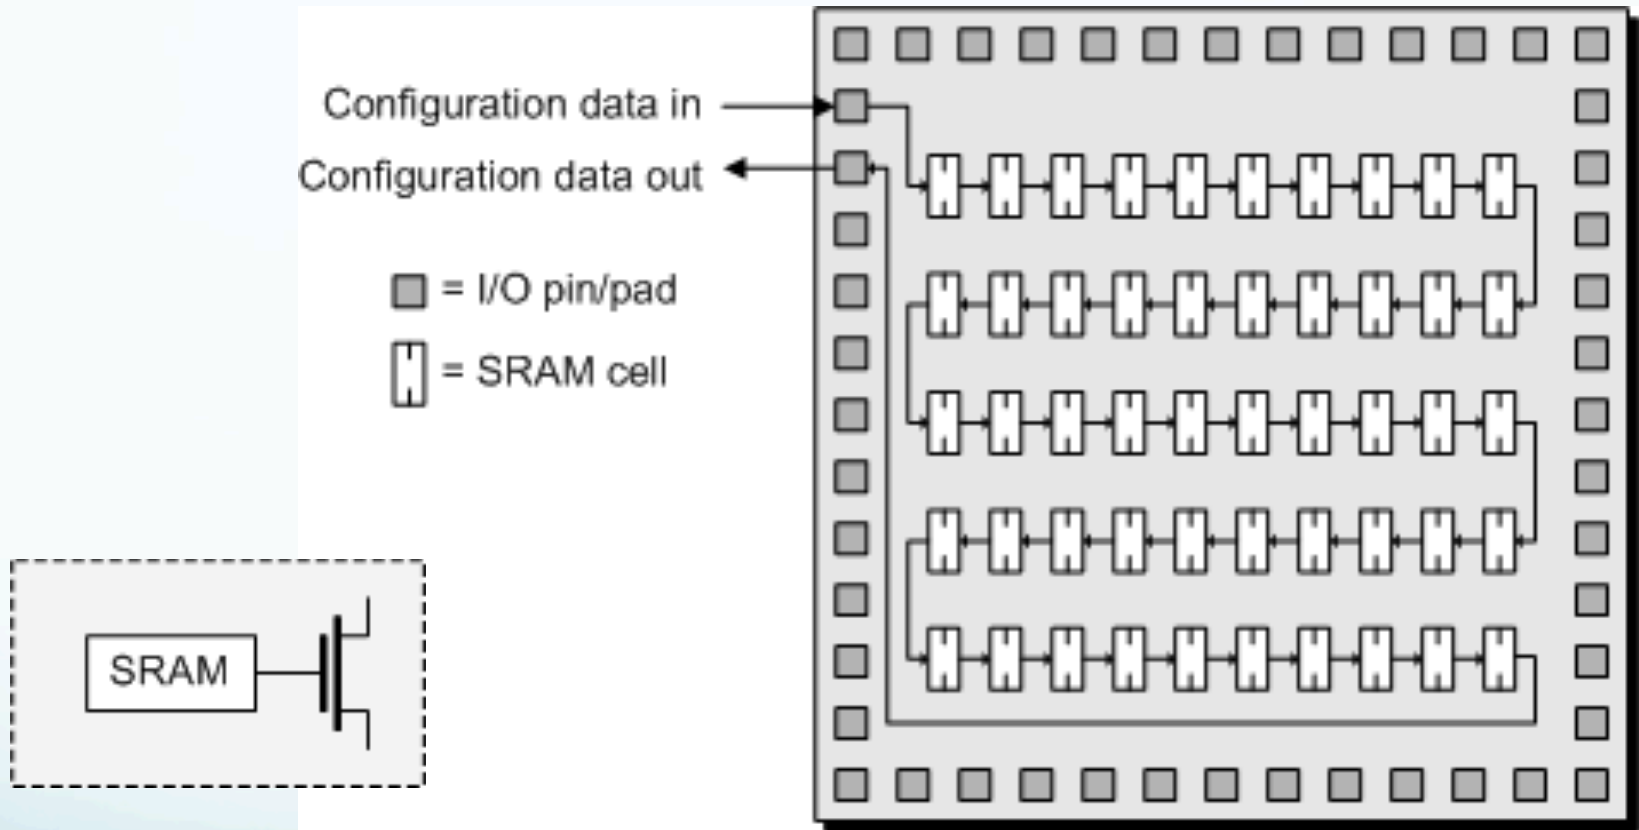 Configuration data in
Configuration data out
= I/O pin/pad
= SRAM cell
SRAM